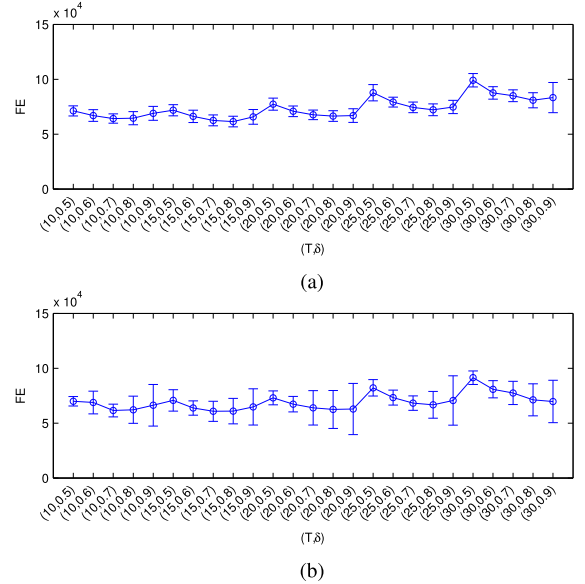 x 10^4
15
10
5
0
FE
(10,0.5) (10,0.6) (10,0.7) (10,0.8) (10,0.9) (15,0.5) (15,0.6) (15,0.7) (15,0.8) (15,0.9) (20,0.5) (20,0.6) (20,0.7) (20,0.8) (20,0.9) (25,0.5) (25,0.6) (25,0.7) (25,0.8) (25,0.9) (30,0.5) (30,0.6) (30,0.7) (30,0.8) (30,0.9)
(T,δ)
(a)
x 10^4
15
10
5
0
FE
(10,0.5) (10,0.6) (10,0.7) (10,0.8) (10,0.9) (15,0.5) (15,0.6) (15,0.7) (15,0.8) (15,0.9) (20,0.5) (20,0.6) (20,0.7) (20,0.8) (20,0.9) (25,0.5) (25,0.6) (25,0.7) (25,0.8) (25,0.9) (30,0.5) (30,0.6) (30,0.7) (30,0.8) (30,0.9)
(T,δ)
(b)